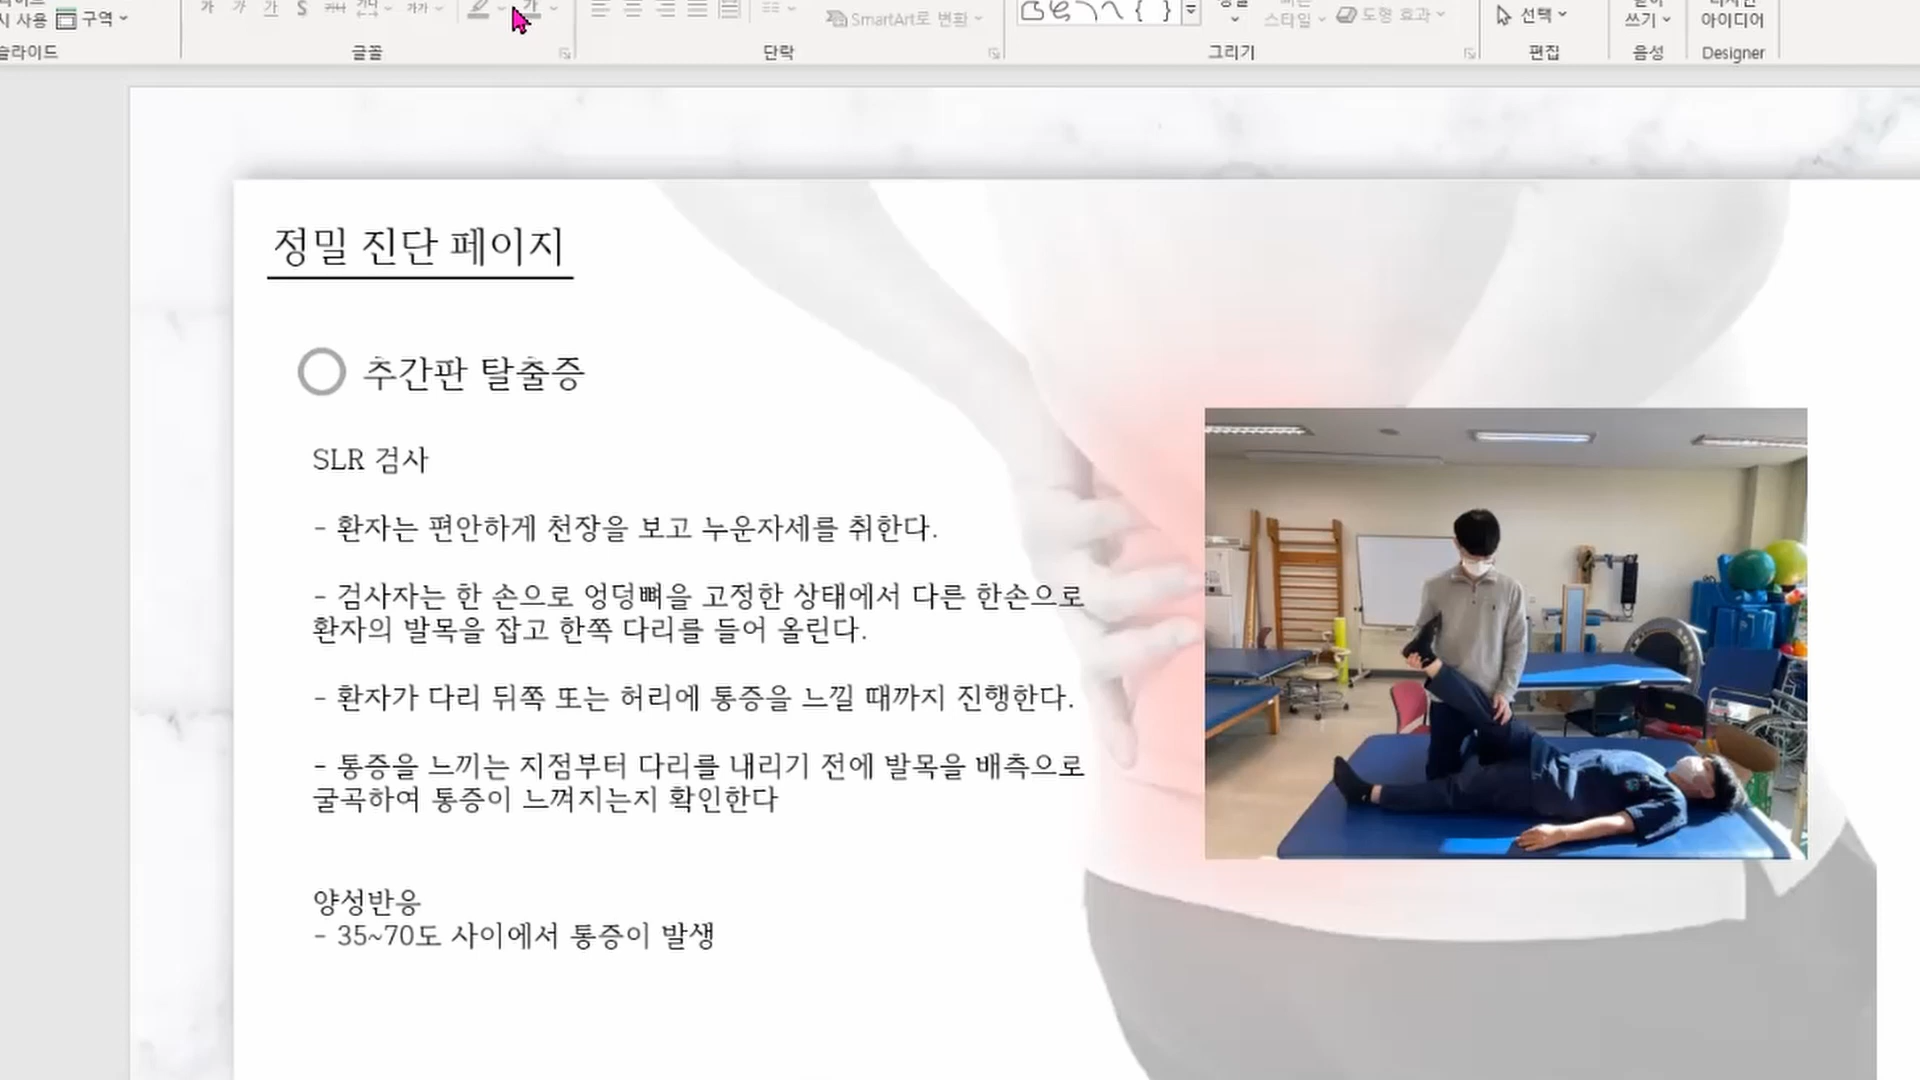 시 사용 구역
가 가 가 S
SmartArt로 변환
스타일 도형 효과
선택
쓰기
아이디어
슬라이드
글꼴
단락
그리기
편집
음성
Designer
정밀 진단 페이지
추간판 탈출증
SLR 검사
- 환자는 편안하게 천장을 보고 누운자세를 취한다.
- 검사자는 한 손으로 엉덩뼈을 고정한 상태에서 다른 한손으로
환자의 발목을 잡고 한쪽 다리를 들어 올린다.
- 환자가 다리 뒤쪽 또는 허리에 통증을 느낄 때까지 진행한다.
- 통증을 느끼는 지점부터 다리를 내리기 전에 발목을 배측으로
굴곡하여 통증이 느껴지는지 확인한다
양성반응
- 35~70도 사이에서 통증이 발생